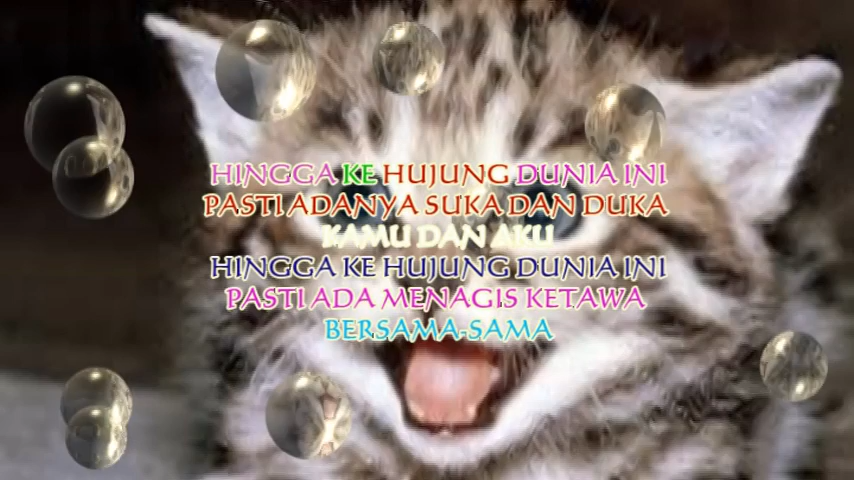 HINGGA KE HUJUNG DUNIA INI
PASTI ADANYA SUKA DAN DUKA
KAMU DAN AKU
HINGGA KE HUJUNG DUNIA INI
PASTI ADA MENAGIS KETAWA
BERSAMA-SAMA